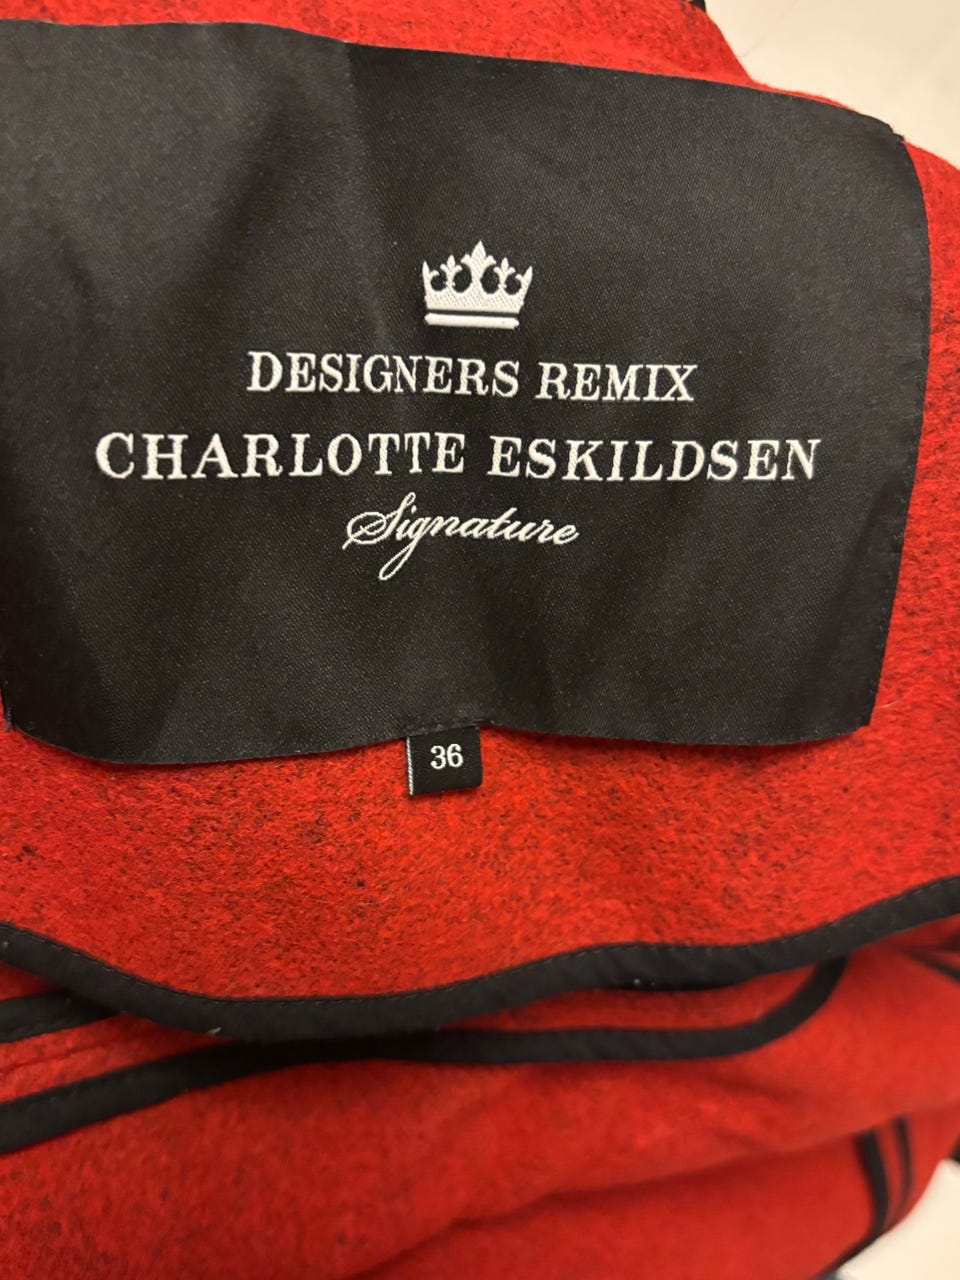 DESIGNERS REMIX
CHARLOTTE ESKILDSEN
Signature
36